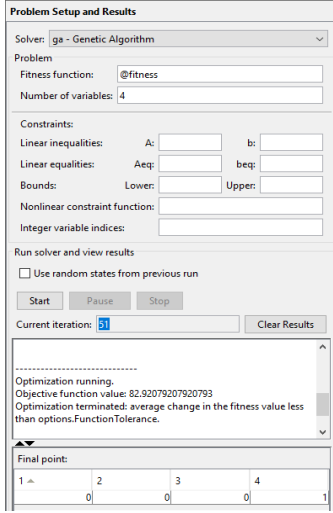 Problem Setup and Results
Solver: ga - Genetic Algorithm
Problem
Fitness function: @fitness
Number of variables: 4
Constraints:
Linear inequalities: A: b:
Linear equalities: Aeq: beq:
Bounds: Lower: Upper:
Nonlinear constraint function:
Integer variable indices:
Run solver and view results
Use random states from previous run
Start Pause Stop
Current iteration: 51 Clear Results
-----------------------------
Optimization running.
Objective function value: 82.92079207920793
Optimization terminated: average change in the fitness value less
than options.FunctionTolerance.
Final point:
1 2 3 4
0 0 0 1